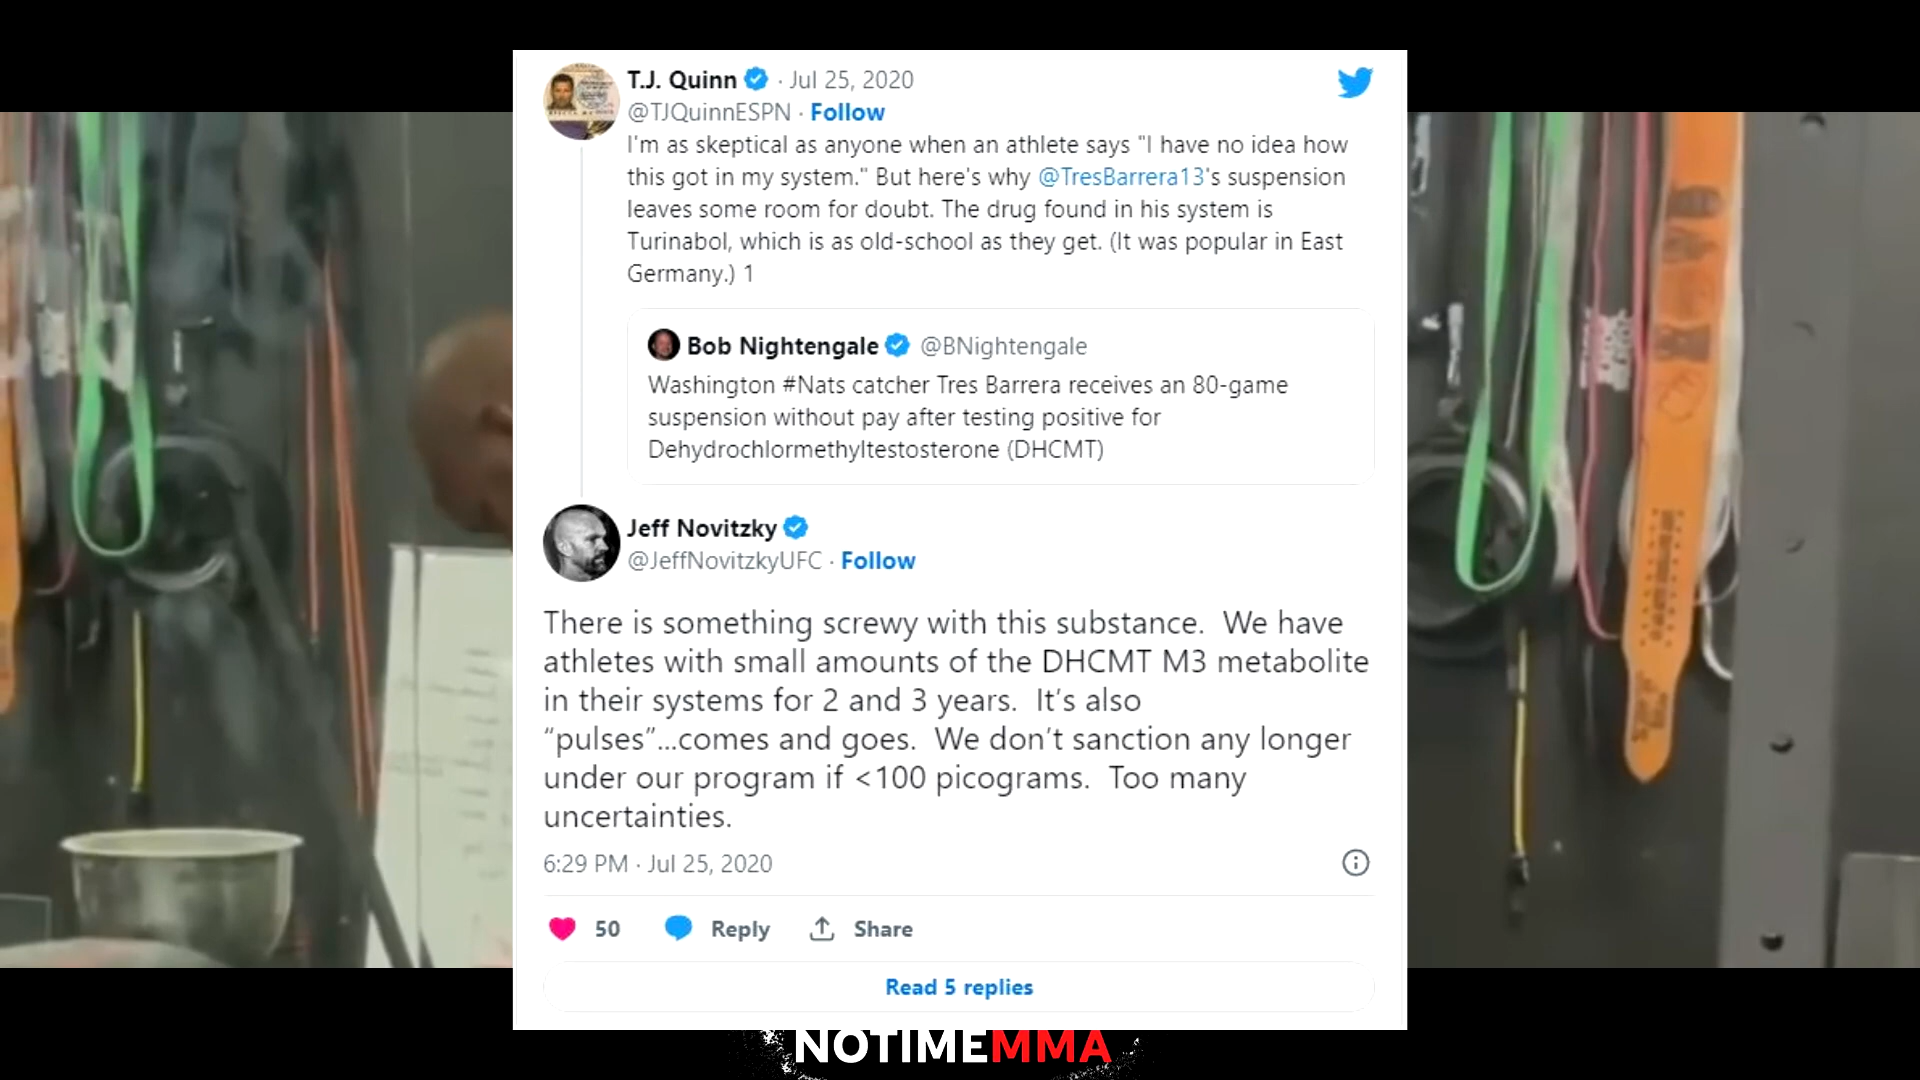 T.J. Quinn · Jul 25, 2020
@TJQuinnESPN · Follow
I'm as skeptical as anyone when an athlete says "I have no idea how
this got in my system." But here's why @TresBarrera13's suspension
leaves some room for doubt. The drug found in his system is
Turinabol, which is as old-school as they get. (It was popular in East
Germany.) 1
Bob Nightengale @BNightengale
Washington #Nats catcher Tres Barrera receives an 80-game
suspension without pay after testing positive for
Dehydrochlormethyltestosterone (DHCMT)
Jeff Novitzky
@JeffNovitzkyUFC · Follow
There is something screwy with this substance.  We have
athletes with small amounts of the DHCMT M3 metabolite
in their systems for 2 and 3 years.  It’s also
“pulses”...comes and goes.  We don’t sanction any longer
under our program if <100 picograms.  Too many
uncertainties.
6:29 PM · Jul 25, 2020
50 Reply Share
Read 5 replies
NOTIMEMMA